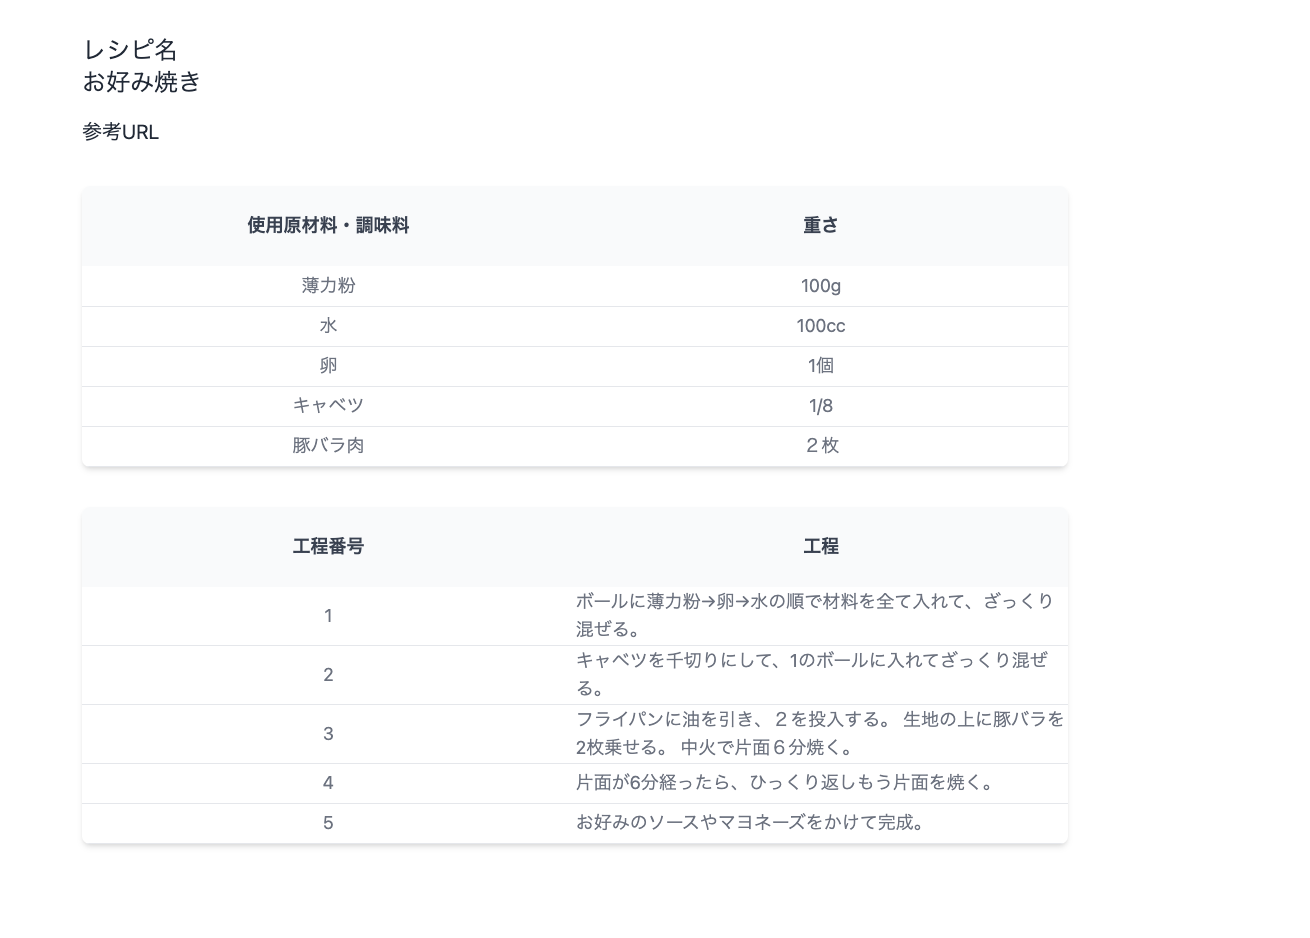 レシピ名
お好み焼き
参考URL
使用原材料・調味料 重さ
薄力粉 100g
水 100cc
卵 1個
キャベツ 1/8
豚バラ肉 ２枚
工程番号 工程
1 ボールに薄力粉→卵→水の順で材料を全て入れて、ざっくり
混ぜる。
2 キャベツを千切りにして、1のボールに入れてざっくり混ぜ
る。
3 フライパンに油を引き、２を投入する。 生地の上に豚バラを
2枚乗せる。 中火で片面６分焼く。
4 片面が6分経ったら、ひっくり返しもう片面を焼く。
5 お好みのソースやマヨネーズをかけて完成。